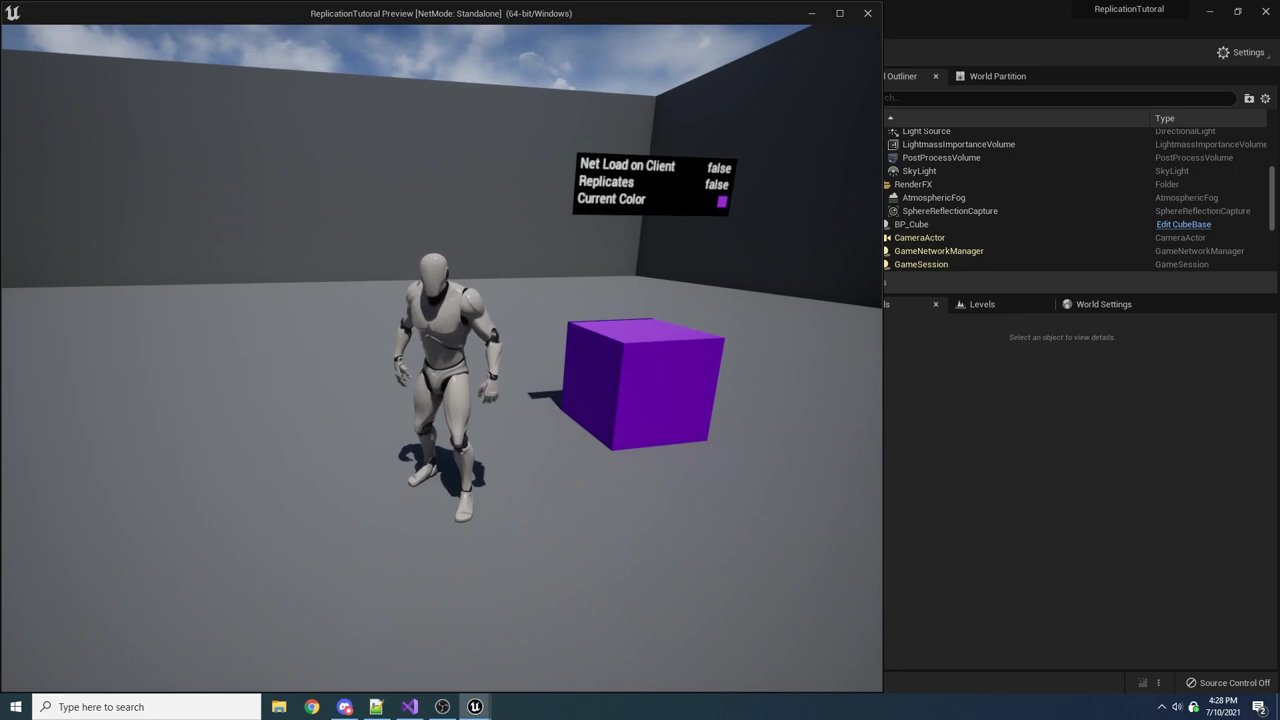 ReplicationTutoral Preview [NetMode: Standalone] (64-bit/Windows)
ReplicationTutoral
Settings
Outliner
World Partition
Type
Light Source DirectionalLight
LightmassImportanceVolume LightmassImportanceVolume
PostProcessVolume PostProcessVolume
SkyLight SkyLight
RenderFX Folder
AtmosphericFog AtmosphericFog
SphereReflectionCapture SphereReflectionCapture
BP_Cube Edit CubeBase
CameraActor CameraActor
GameNetworkManager GameNetworkManager
GameSession GameSession
Levels
World Settings
Select an object to view details.
Net Load on Client false
Replicates false
Current Color
Source Control Off
Type here to search
4:28 PM
7/10/2021
2